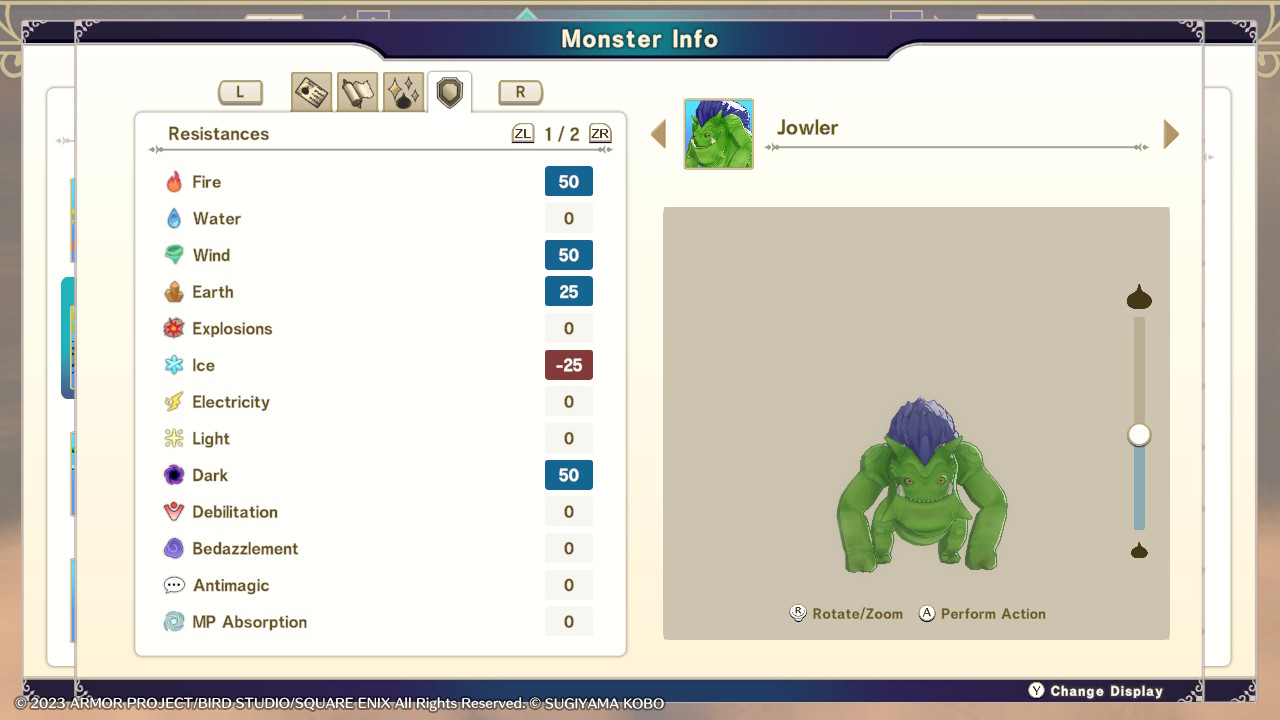 Monster Info
L
R
Resistances
ZL 1 / 2 ZR
Jowler
Fire 50
Water 0
Wind 50
Earth 25
Explosions 0
Ice -25
Electricity 0
Light 0
Dark 50
Debilitation 0
Bedazzlement 0
Antimagic 0
MP Absorption 0
R Rotate/Zoom A Perform Action
Y Change Display
© 2023 ARMOR PROJECT/BIRD STUDIO/SQUARE ENIX All Rights Reserved. © SUGIYAMA KOBO